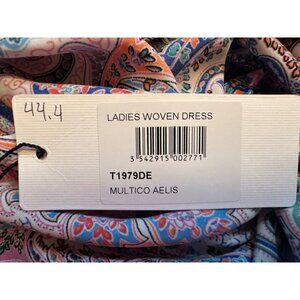 44.4
LADIES WOVEN DRESS
3 542915 002771
T1979DE
MULTICO AELIS